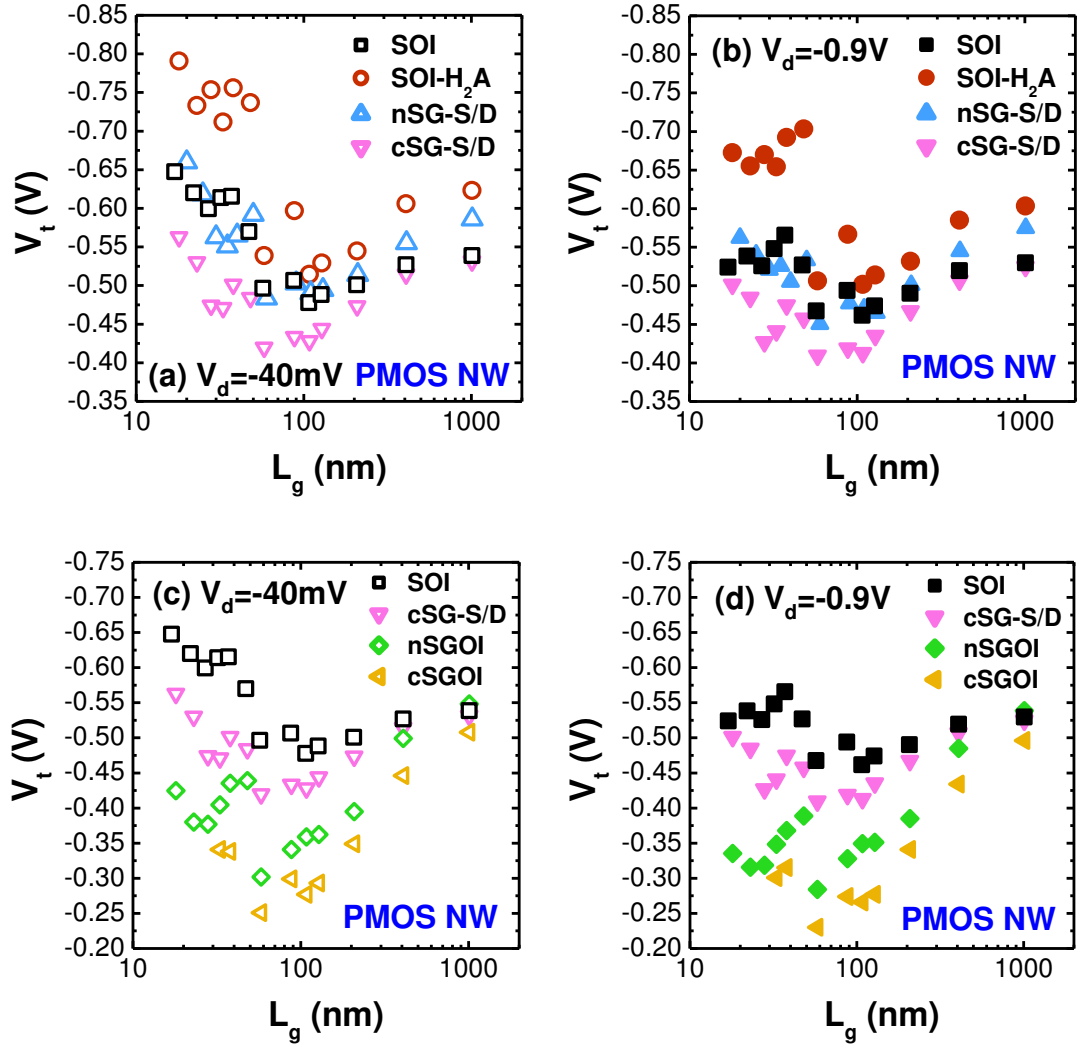 -0.85
-0.80
-0.75
-0.70
-0.65
-0.60
-0.55
-0.50
-0.45
-0.40
-0.35
V_t (V)
SOI
SOI-H_2A
nSG-S/D
cSG-S/D
(a) V_d=-40mV PMOS NW
10 100 1000
L_g (nm)
-0.85
-0.80
-0.75
-0.70
-0.65
-0.60
-0.55
-0.50
-0.45
-0.40
-0.35
V_t (V)
(b) V_d=-0.9V
SOI
SOI-H_2A
nSG-S/D
cSG-S/D
PMOS NW
10 100 1000
L_g (nm)
-0.75
-0.70
-0.65
-0.60
-0.55
-0.50
-0.45
-0.40
-0.35
-0.30
-0.25
-0.20
V_t (V)
(c) V_d=-40mV
SOI
cSG-S/D
nSGOI
cSGOI
PMOS NW
10 100 1000
L_g (nm)
-0.75
-0.70
-0.65
-0.60
-0.55
-0.50
-0.45
-0.40
-0.35
-0.30
-0.25
-0.20
V_t (V)
(d) V_d=-0.9V
SOI
cSG-S/D
nSGOI
cSGOI
PMOS NW
10 100 1000
L_g (nm)